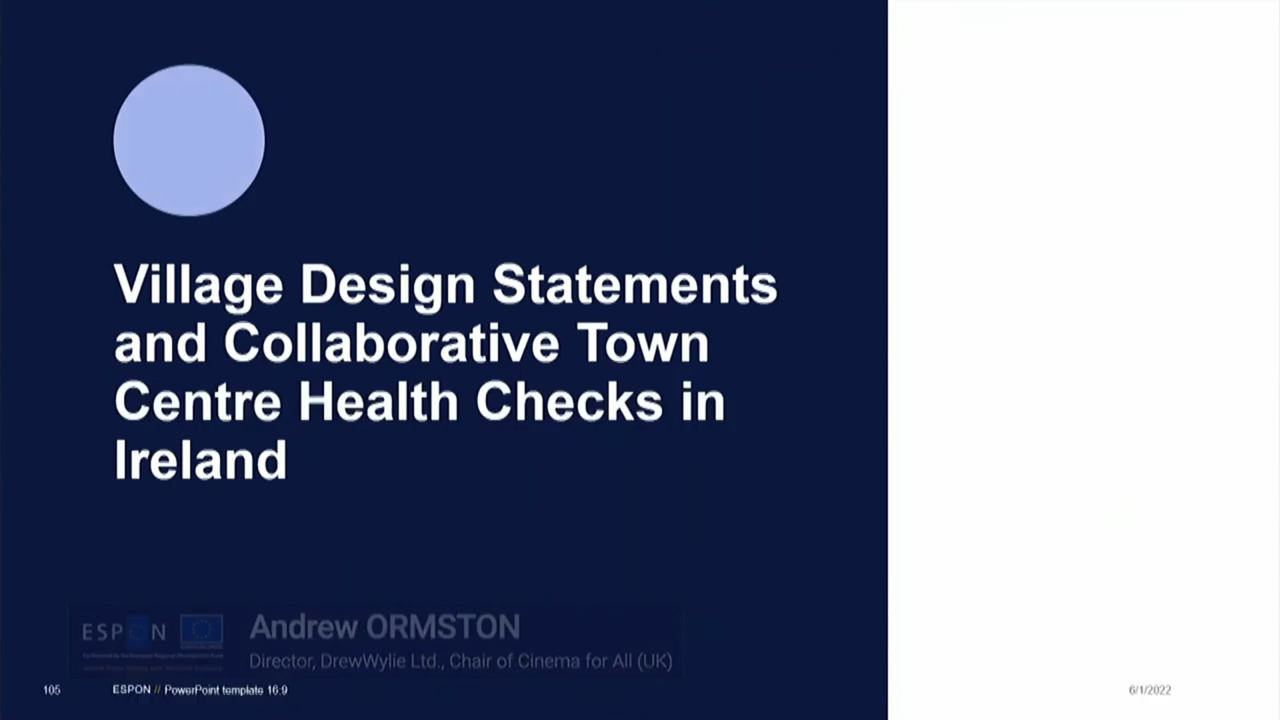 Village Design Statements
and Collaborative Town
Centre Health Checks in
Ireland
ESPON
Andrew ORMSTON
Director, DrewWylie Ltd., Chair of Cinema for All (UK)
105
ESPON // PowerPoint template 16:9
6/1/2022